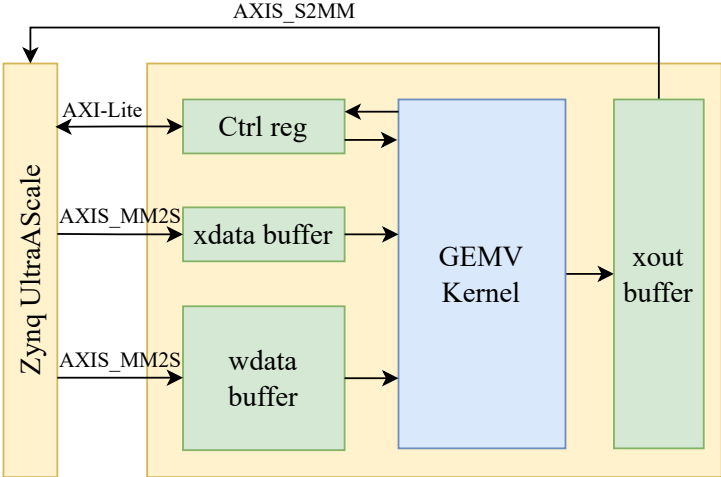 AXIS_S2MM
Zynq UltraAScale
AXI-Lite
Ctrl reg
AXIS_MM2S
xdata buffer
GEMV
Kernel
xout
buffer
AXIS_MM2S
wdata
buffer